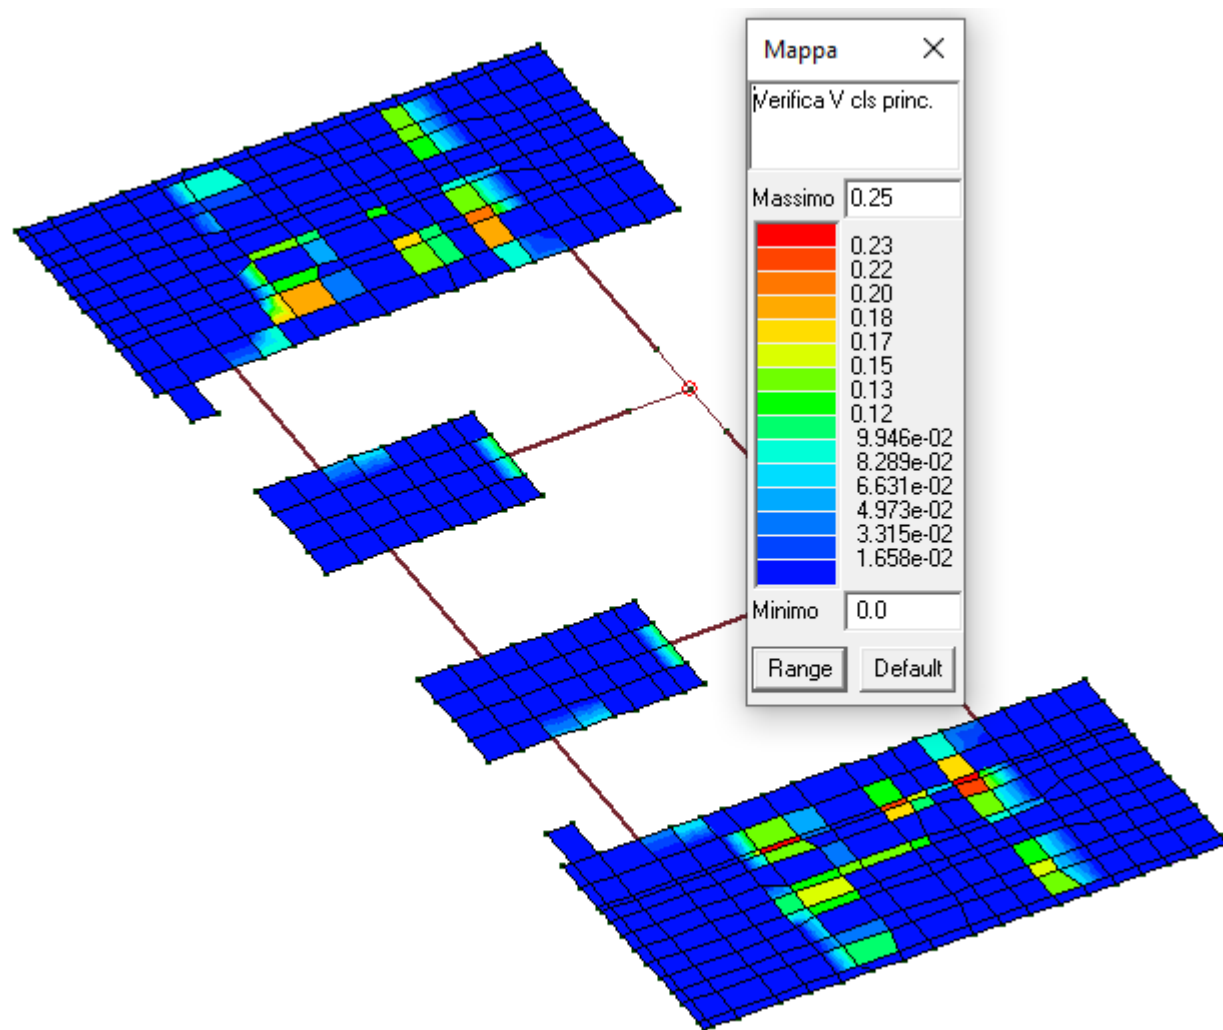 Mappa
Verifica V cls princ.
Massimo 0.25
0.23
0.22
0.20
0.18
0.17
0.15
0.13
0.12
9.946e-02
8.289e-02
6.631e-02
4.973e-02
3.315e-02
1.658e-02
Minimo 0.0
Range Default